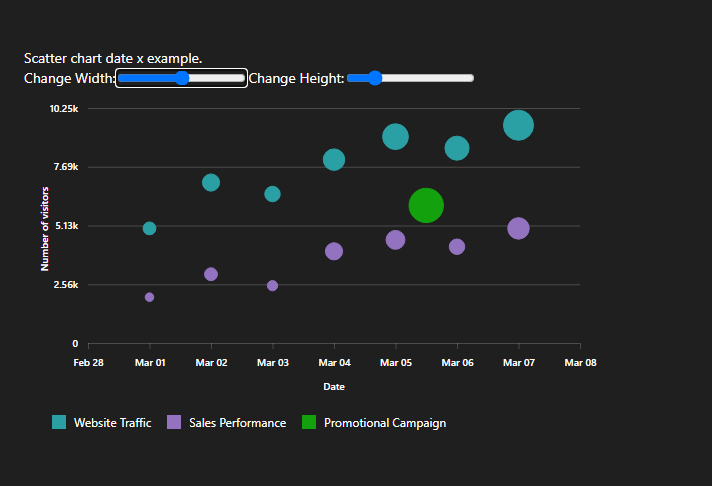 Scatter chart date x example.
Change Width: Change Height:
10.25k
7.69k
5.13k
2.56k
0
Number of visitors
Feb 28 Mar 01 Mar 02 Mar 03 Mar 04 Mar 05 Mar 06 Mar 07 Mar 08
Date
Website Traffic Sales Performance Promotional Campaign